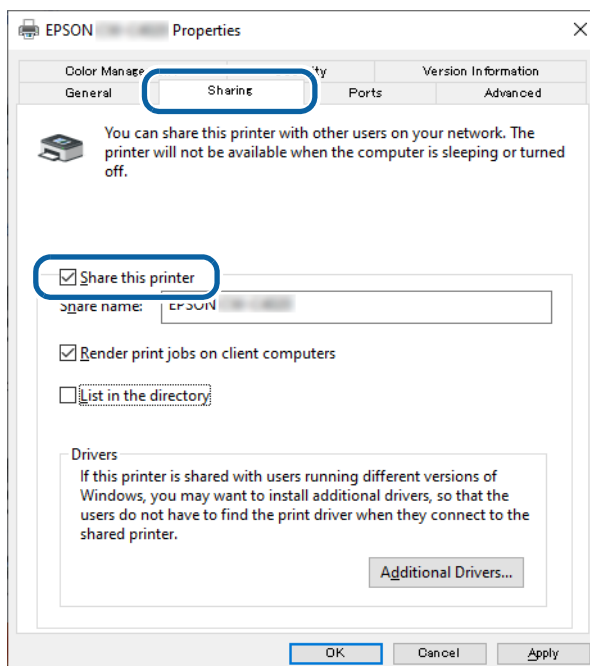 EPSON Properties
Color Manage
ity
Version Information
General
Sharing
Ports
Advanced
You can share this printer with other users on your network. The
printer will not be available when the computer is sleeping or turned
off.
Share this printer
Share name:
EPSON
Render print jobs on client computers
List in the directory
Drivers
If this printer is shared with users running different versions of
Windows, you may want to install additional drivers, so that the
users do not have to find the print driver when they connect to the
shared printer.
Additional Drivers...
OK
Cancel
Apply